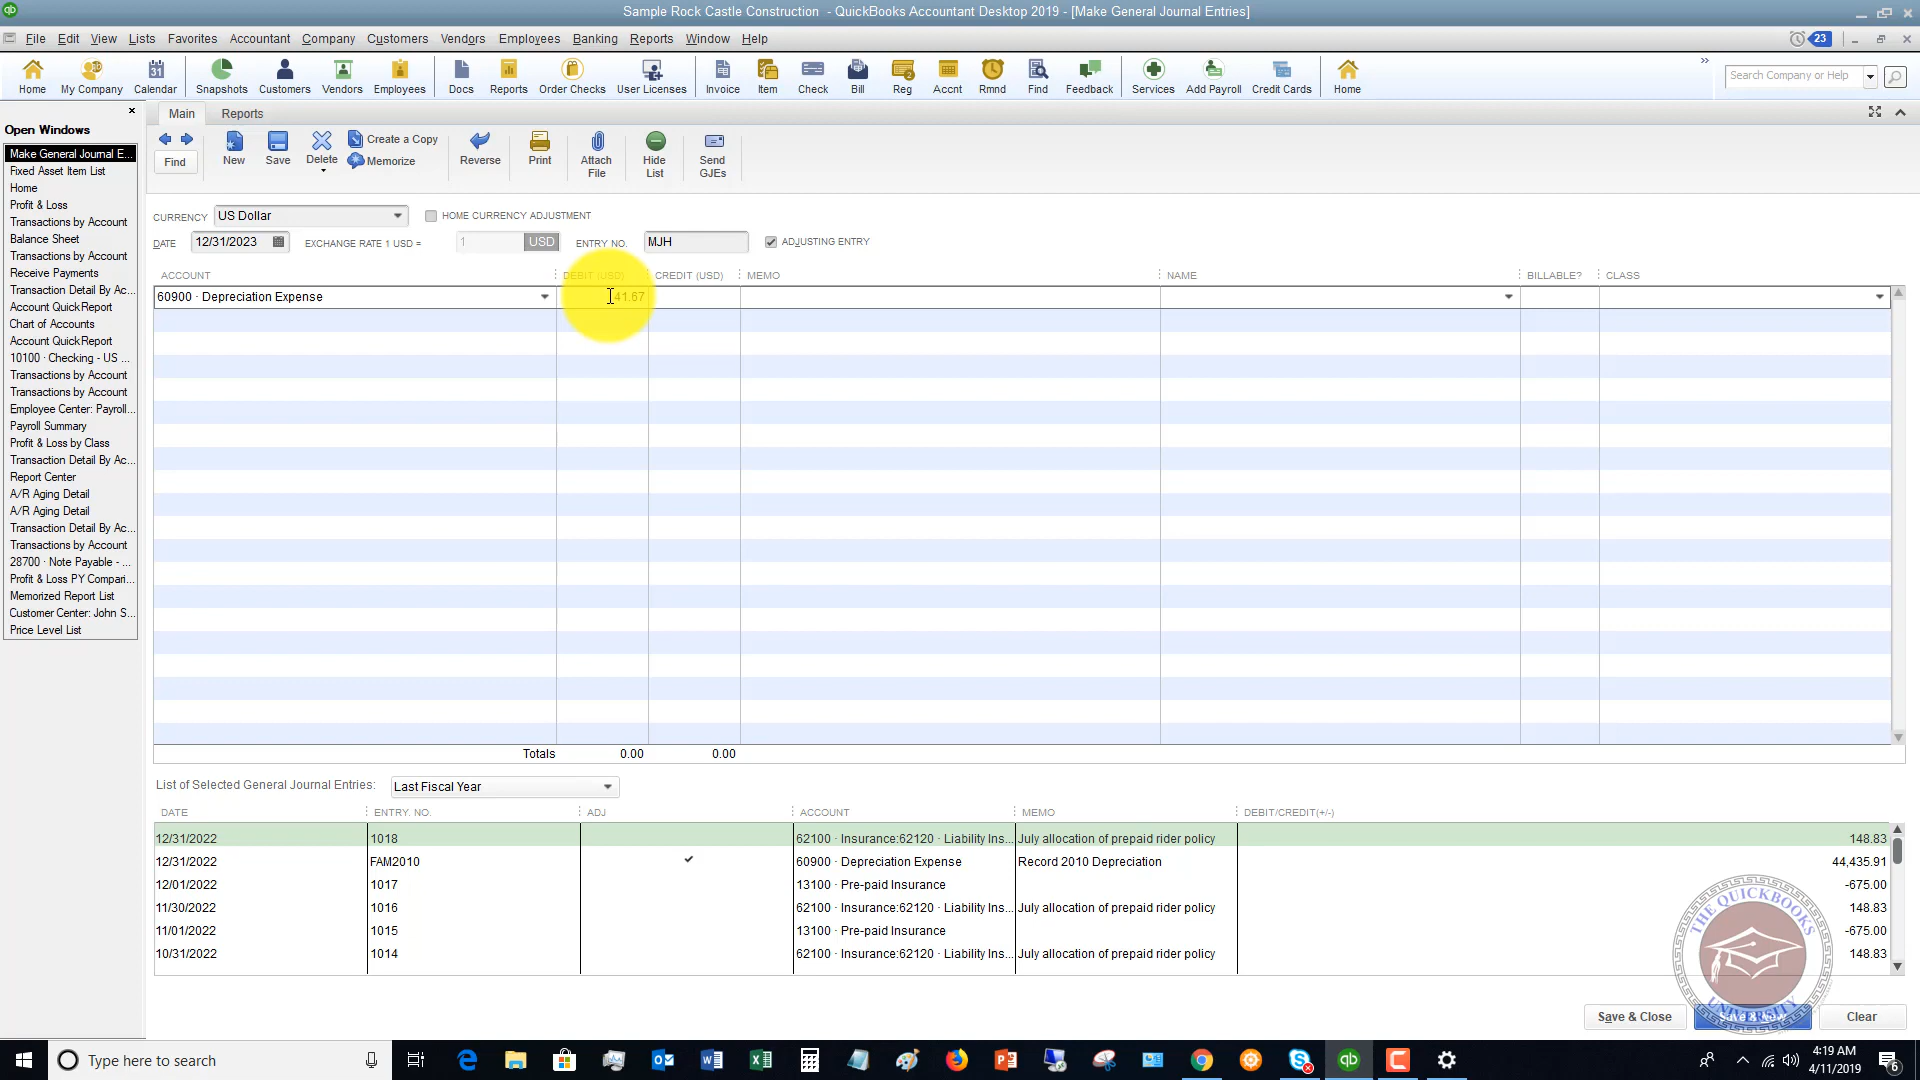 Sample Rock Castle Construction - QuickBooks Accountant Desktop 2019 - [Make General Journal Entries]
File Edit View Lists Favorites Accountant Company Customers Vendors Employees Banking Reports Window Help
23
Home My Company Calendar Snapshots Customers Vendors Employees Docs Reports Order Checks User Licenses Invoice Item Check Bill Reg Accnt Rmnd Find Feedback Services Add Payroll Credit Cards Home
Search Company or Help
Open Windows
Make General Journal E...
Fixed Asset Item List
Home
Profit & Loss
Transactions by Account
Balance Sheet
Transactions by Account
Receive Payments
Transaction Detail By Ac...
Account QuickReport
Chart of Accounts
Account QuickReport
10100 · Checking - US ...
Transactions by Account
Transactions by Account
Employee Center: Payroll...
Payroll Summary
Profit & Loss by Class
Transaction Detail By Ac...
Report Center
A/R Aging Detail
A/R Aging Detail
Transaction Detail By Ac...
Transactions by Account
28700 · Note Payable - ...
Profit & Loss PY Compari...
Memorized Report List
Customer Center: John S...
Price Level List
Main Reports
Find New Save Delete Create a Copy Memorize Reverse Print Attach File Hide List Send GJEs
CURRENCY US Dollar HOME CURRENCY ADJUSTMENT
DATE 12/31/2023 EXCHANGE RATE 1 USD = 1 USD ENTRY NO. MJH ADJUSTING ENTRY
ACCOUNT DEBIT (USD) CREDIT (USD) MEMO NAME BILLABLE? CLASS
60900 · Depreciation Expense 41.67
Totals 0.00 0.00
List of Selected General Journal Entries: Last Fiscal Year
DATE ENTRY. NO. ADJ ACCOUNT MEMO DEBIT/CREDIT(+/-)
12/31/2022 1018 62100 · Insurance:62120 · Liability Ins... July allocation of prepaid rider policy 148.83
12/31/2022 FAM2010 60900 · Depreciation Expense Record 2010 Depreciation 44,435.91
12/01/2022 1017 13100 · Pre-paid Insurance -675.00
11/30/2022 1016 62100 · Insurance:62120 · Liability Ins... July allocation of prepaid rider policy 148.83
11/01/2022 1015 13100 · Pre-paid Insurance -675.00
10/31/2022 1014 62100 · Insurance:62120 · Liability Ins... July allocation of prepaid rider policy 148.83
THE QUICKBOOKS UNIVERSITY
Save & Close Save & New Clear
Type here to search
4:19 AM
4/11/2019
6